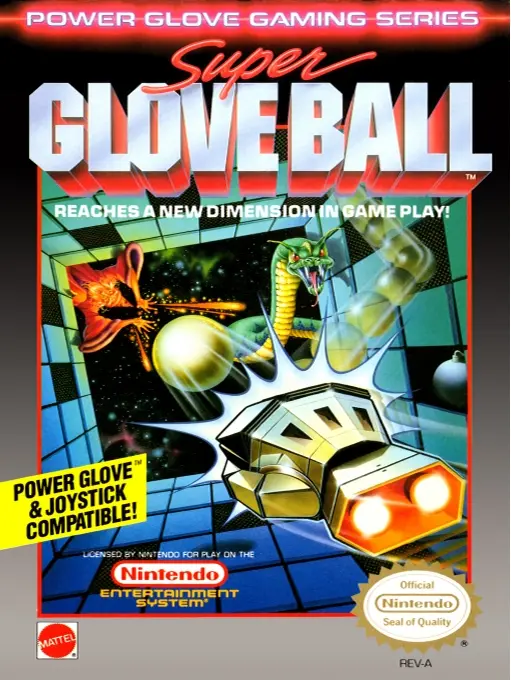 POWER GLOVE GAMING SERIES
Super
GLOVE BALL
TM
REACHES A NEW DIMENSION IN GAME PLAY!
POWER GLOVE™
& JOYSTICK
COMPATIBLE!
LICENSED BY NINTENDO FOR PLAY ON THE
Nintendo
ENTERTAINMENT
SYSTEM®
MATTEL
Official
Nintendo
Seal of Quality
®
REV-A